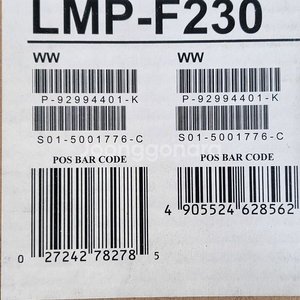 LMP-F230
WW WW
P-92994401-K P-92994401-K
S01-5001776-C S01-5001776-C
POS BAR CODE POS BAR CODE
4 905524 628562
0 27242 78278 5